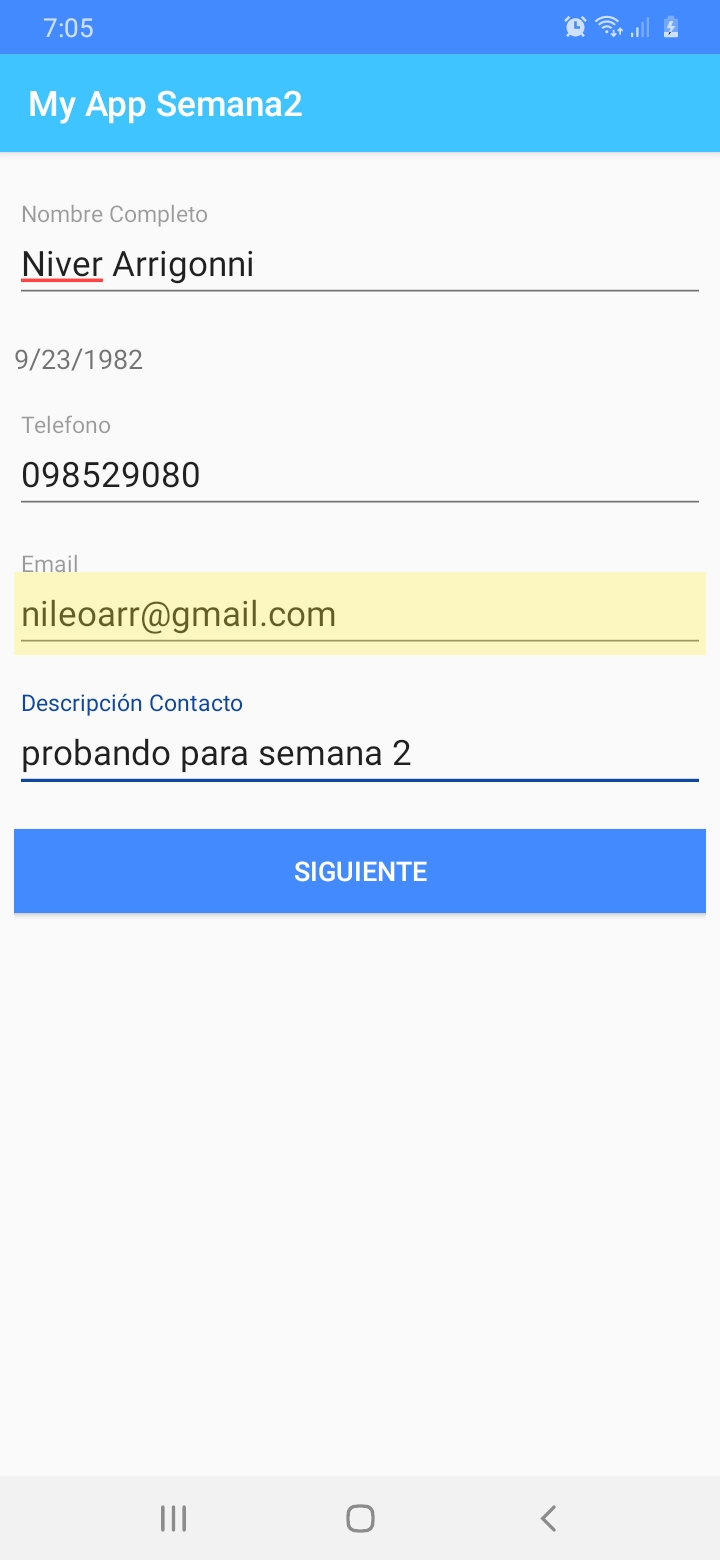 7:05
My App Semana2
Nombre Completo
Niver Arrigonni
9/23/1982
Telefono
098529080
Email
nileoarr@gmail.com
Descripción Contacto
probando para semana 2
SIGUIENTE